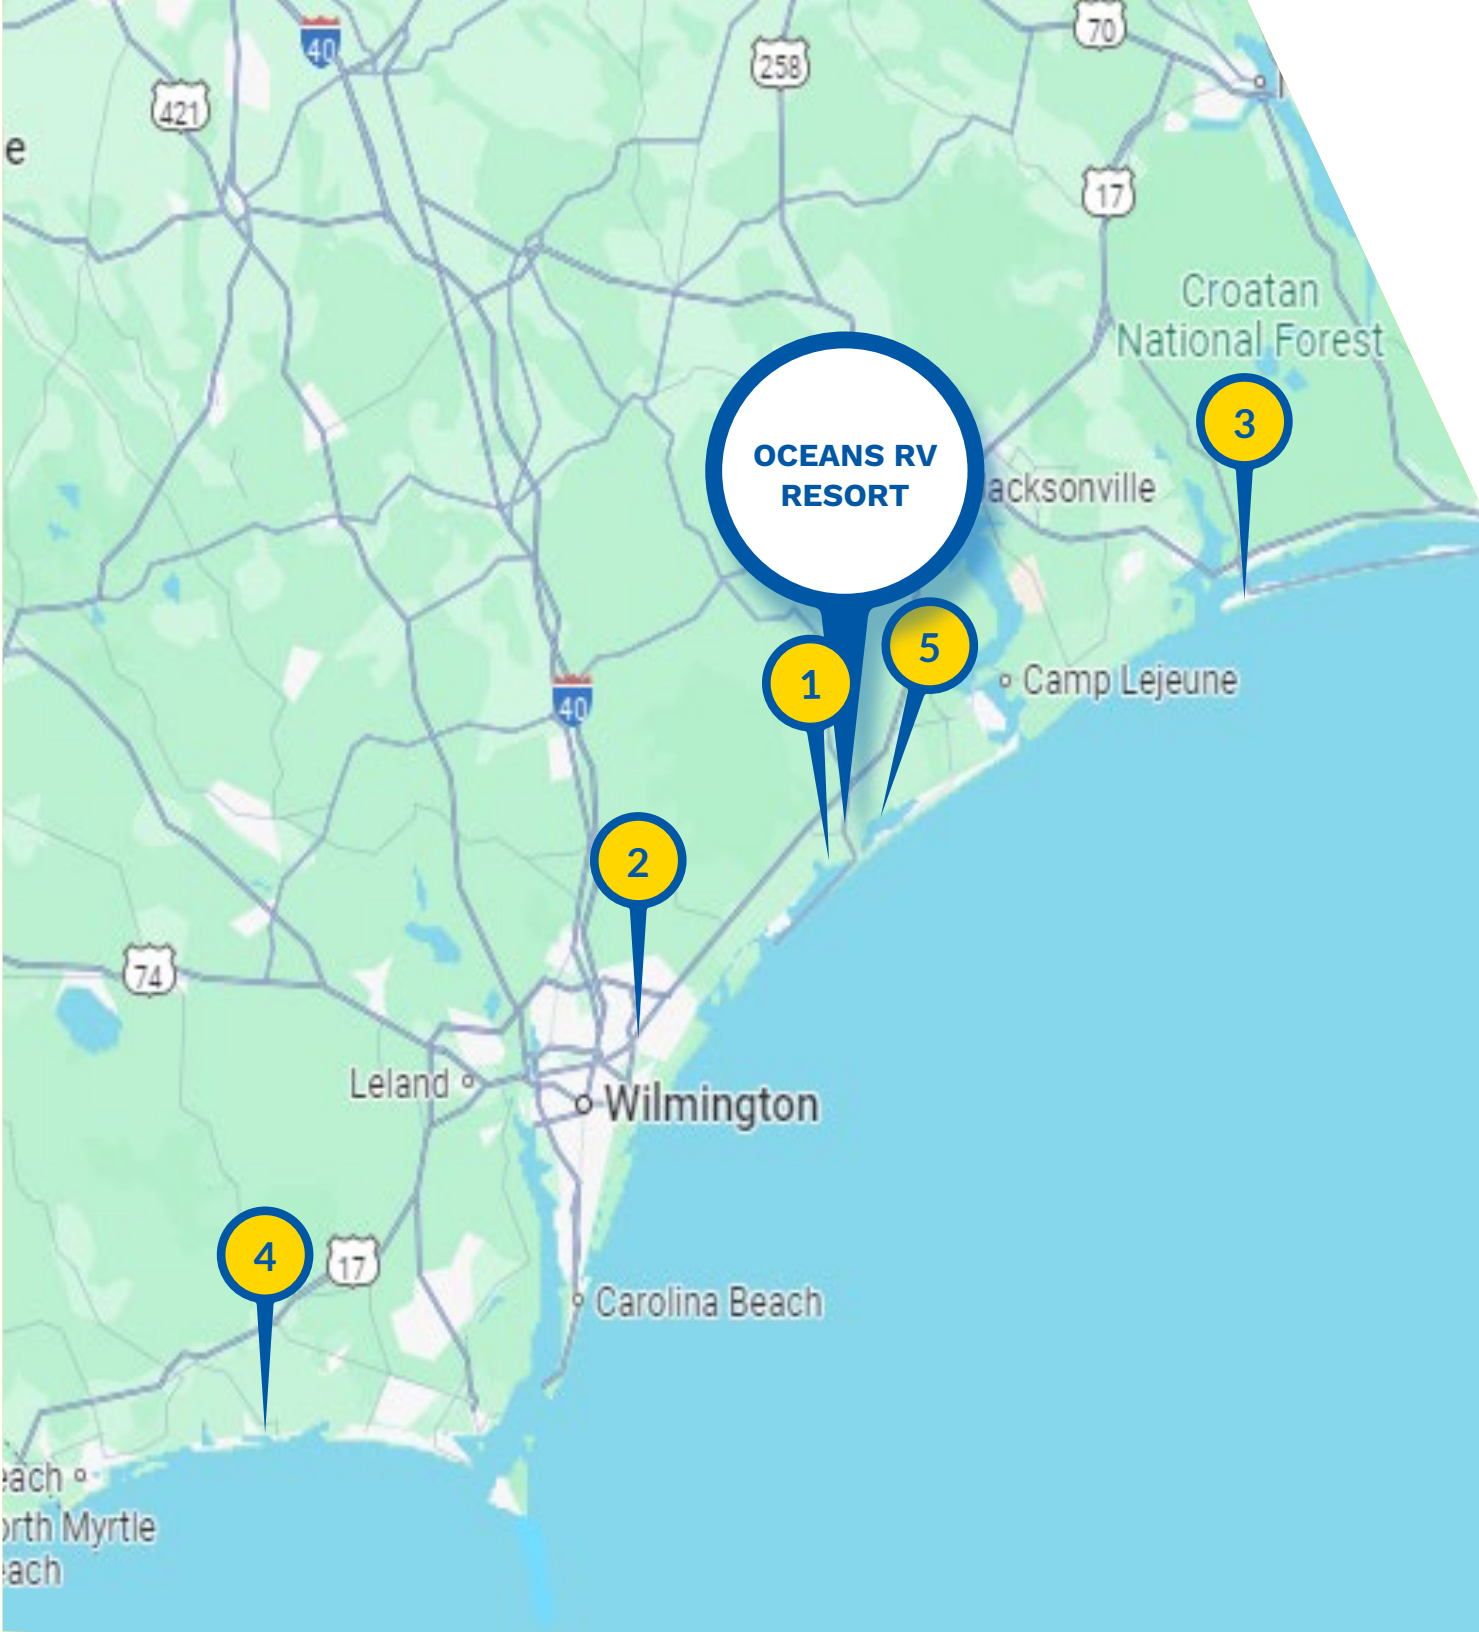 40
70
258
421
e
17
Croatan
National Forest
3
OCEANS RV
RESORT
acksonville
5
1
Camp Lejeune
40
2
74
Leland
Wilmington
4
17
Carolina Beach
each
orth Myrtle
each